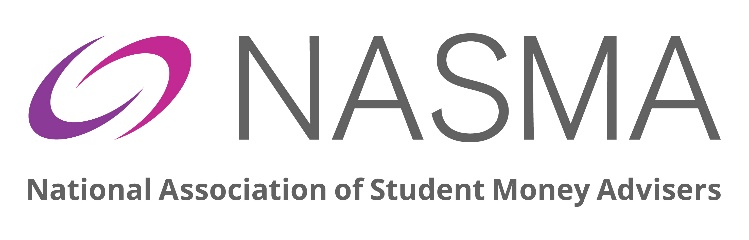 NASMA
National Association of Student Money Advisers